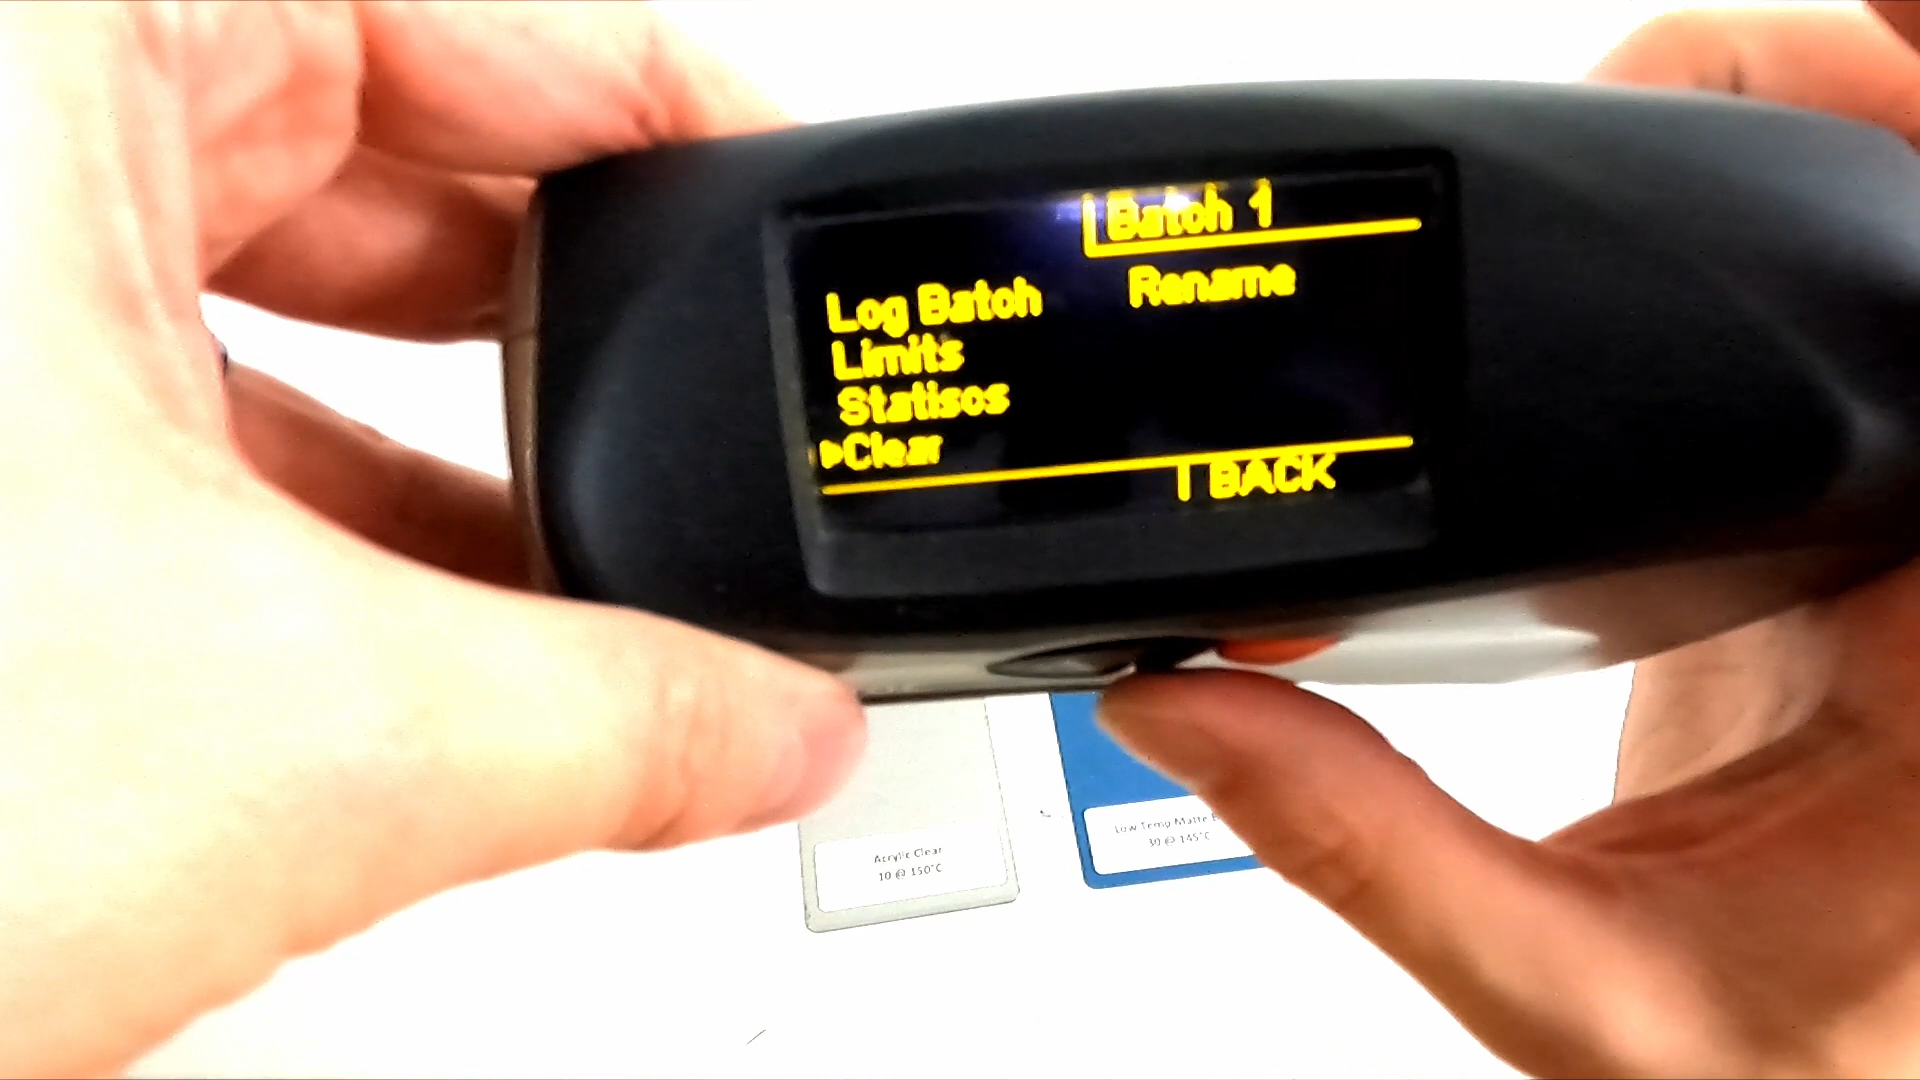 Batch 1
Log Batch Rename
Limits
Statiscs
Clear
| BACK
Acrylic Clear
10 @ 150°C
Low Temp Matte
30 @ 145°C